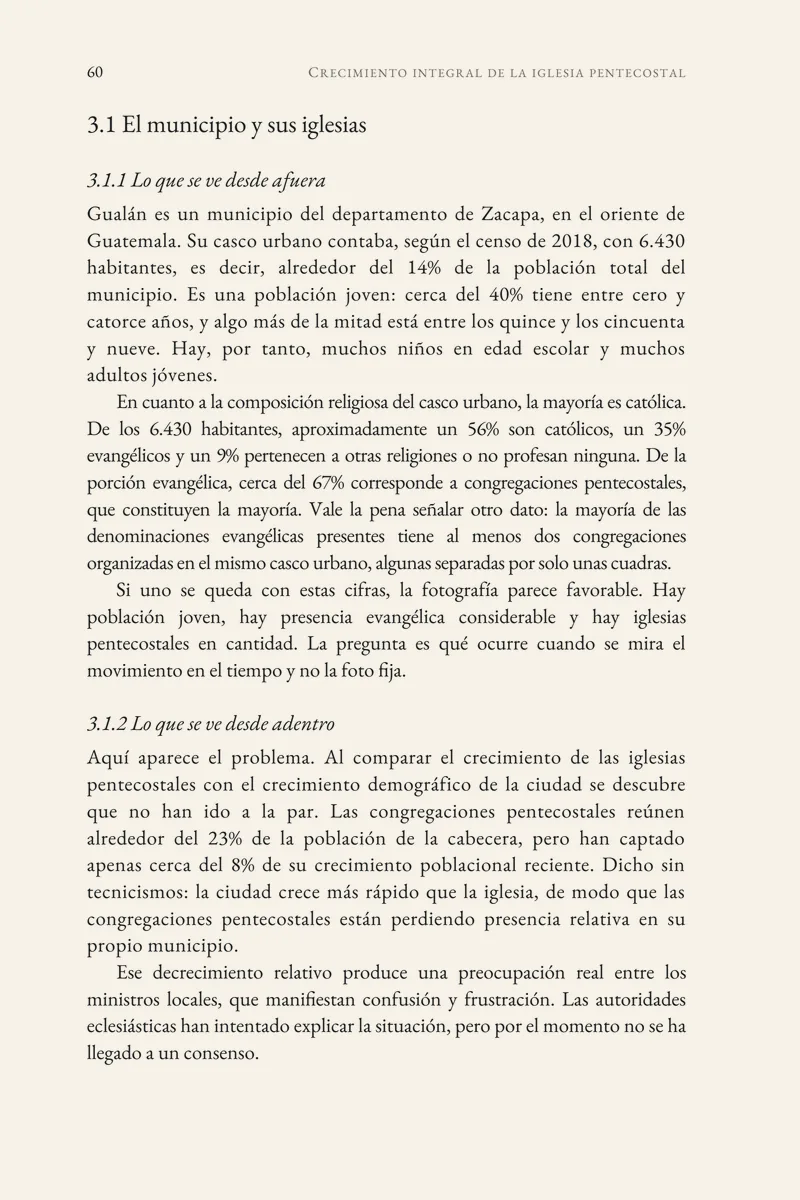 60
CRECIMIENTO INTEGRAL DE LA IGLESIA PENTECOSTAL
3.1 El municipio y sus iglesias
3.1.1 Lo que se ve desde afuera
Gualán es un municipio del departamento de Zacapa, en el oriente de
Guatemala. Su casco urbano contaba, según el censo de 2018, con 6.430
habitantes, es decir, alrededor del 14% de la población total del
municipio. Es una población joven: cerca del 40% tiene entre cero y
catorce años, y algo más de la mitad está entre los quince y los cincuenta
y nueve. Hay, por tanto, muchos niños en edad escolar y muchos
adultos jóvenes.
En cuanto a la composición religiosa del casco urbano, la mayoría es católica.
De los 6.430 habitantes, aproximadamente un 56% son católicos, un 35%
evangélicos y un 9% pertenecen a otras religiones o no profesan ninguna. De la
porción evangélica, cerca del 67% corresponde a congregaciones pentecostales,
que constituyen la mayoría. Vale la pena señalar otro dato: la mayoría de las
denominaciones evangélicas presentes tiene al menos dos congregaciones
organizadas en el mismo casco urbano, algunas separadas por solo unas cuadras.
Si uno se queda con estas cifras, la fotografía parece favorable. Hay
población joven, hay presencia evangélica considerable y hay iglesias
pentecostales en cantidad. La pregunta es qué ocurre cuando se mira el
movimiento en el tiempo y no la foto fija.
3.1.2 Lo que se ve desde adentro
Aquí aparece el problema. Al comparar el crecimiento de las iglesias
pentecostales con el crecimiento demográfico de la ciudad se descubre
que no han ido a la par. Las congregaciones pentecostales reúnen
alrededor del 23% de la población de la cabecera, pero han captado
apenas cerca del 8% de su crecimiento poblacional reciente. Dicho sin
tecnicismos: la ciudad crece más rápido que la iglesia, de modo que las
congregaciones pentecostales están perdiendo presencia relativa en su
propio municipio.
Ese decrecimiento relativo produce una preocupación real entre los
ministros locales, que manifiestan confusión y frustración. Las autoridades
eclesiásticas han intentado explicar la situación, pero por el momento no se ha
llegado a un consenso.